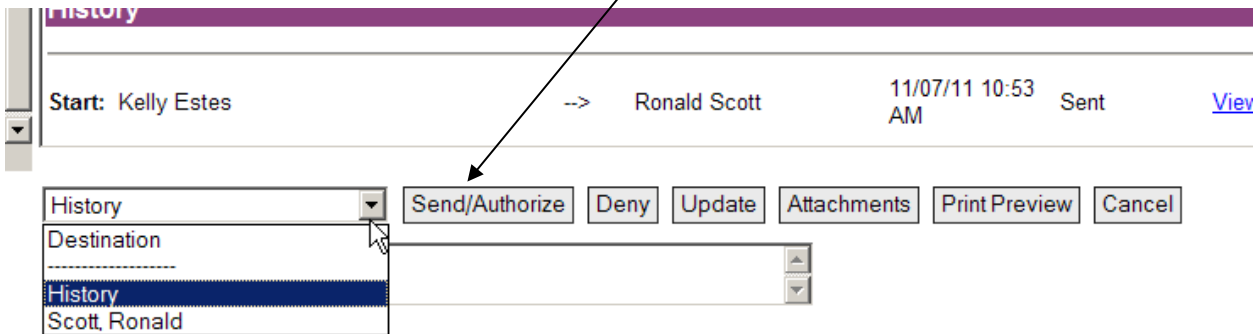 History
Start: Kelly Estes --> Ronald Scott 11/07/11 10:53 AM Sent View
History Send/Authorize Deny Update Attachments Print Preview Cancel
Destination
-------------------
History
Scott, Ronald